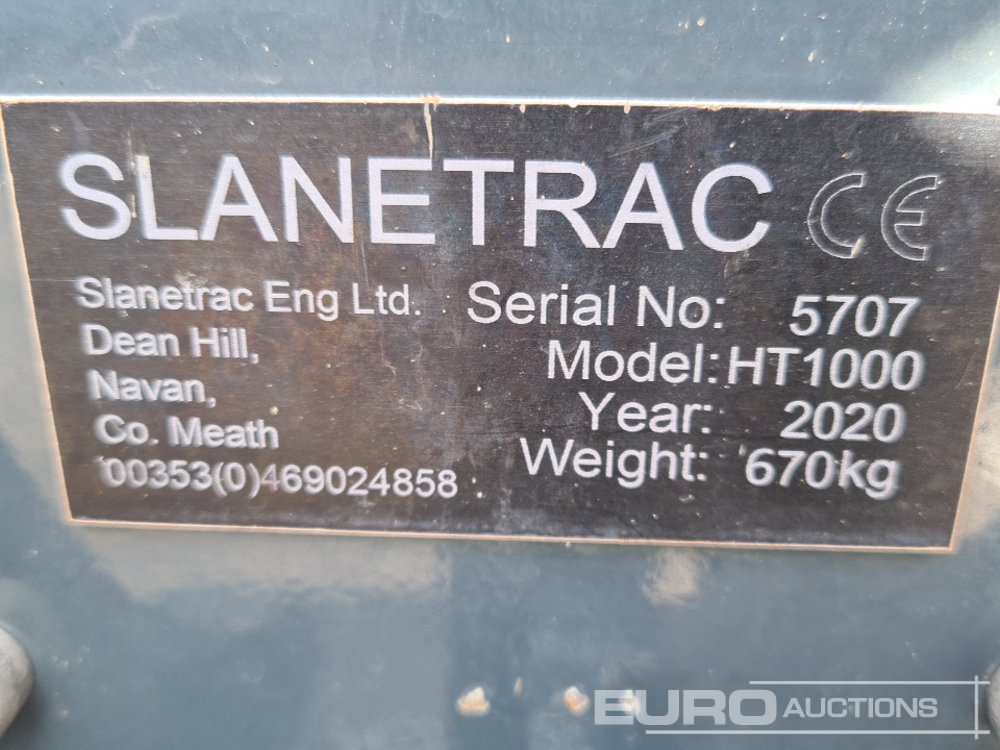 SLANETRAC CE
Slanetrac Eng Ltd.
Dean Hill,
Navan,
Co. Meath
00353(0)469024858
Serial No: 5707
Model: HT1000
Year: 2020
Weight: 670kg
EURO AUCTIONS